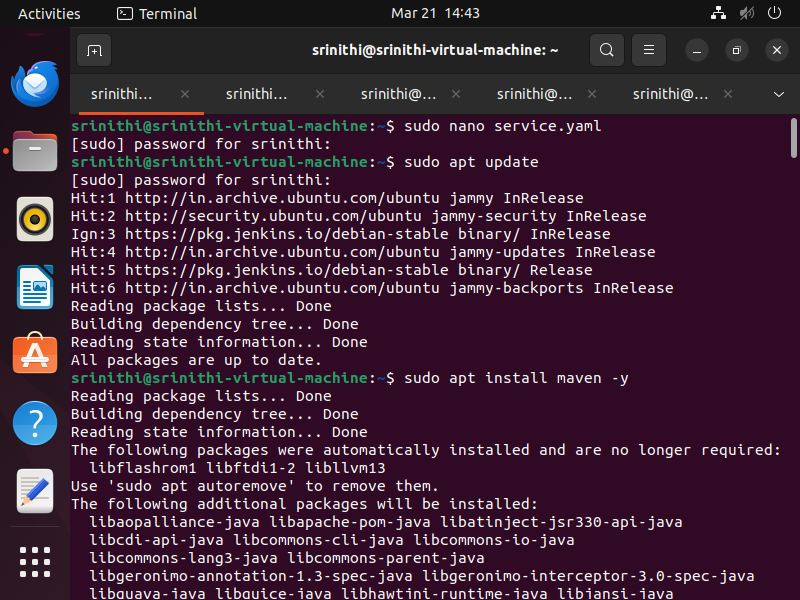 Activities
Terminal
Mar 21 14:43
srinithi@srinithi-virtual-machine: ~
srinithi...
srinithi...
srinithi@...
srinithi@...
srinithi@...
srinithi@srinithi-virtual-machine:~$ sudo nano service.yaml
[sudo] password for srinithi:
srinithi@srinithi-virtual-machine:~$ sudo apt update
[sudo] password for srinithi:
Hit:1 http://in.archive.ubuntu.com/ubuntu jammy InRelease
Hit:2 http://security.ubuntu.com/ubuntu jammy-security InRelease
Ign:3 https://pkg.jenkins.io/debian-stable binary/ InRelease
Hit:4 http://in.archive.ubuntu.com/ubuntu jammy-updates InRelease
Hit:5 https://pkg.jenkins.io/debian-stable binary/ Release
Hit:6 http://in.archive.ubuntu.com/ubuntu jammy-backports InRelease
Reading package lists... Done
Building dependency tree... Done
Reading state information... Done
All packages are up to date.
srinithi@srinithi-virtual-machine:~$ sudo apt install maven -y
Reading package lists... Done
Building dependency tree... Done
Reading state information... Done
The following packages were automatically installed and are no longer required:
  libflashrom1 libftdi1-2 libllvm13
Use 'sudo apt autoremove' to remove them.
The following additional packages will be installed:
  libaopalliance-java libapache-pom-java libatinject-jsr330-api-java
  libcdi-api-java libcommons-cli-java libcommons-io-java
  libcommons-lang3-java libcommons-parent-java
  libgeronimo-annotation-1.3-spec-java libgeronimo-interceptor-3.0-spec-java
  libguava-java libguice-java libhawtjni-runtime-java libjansi-java